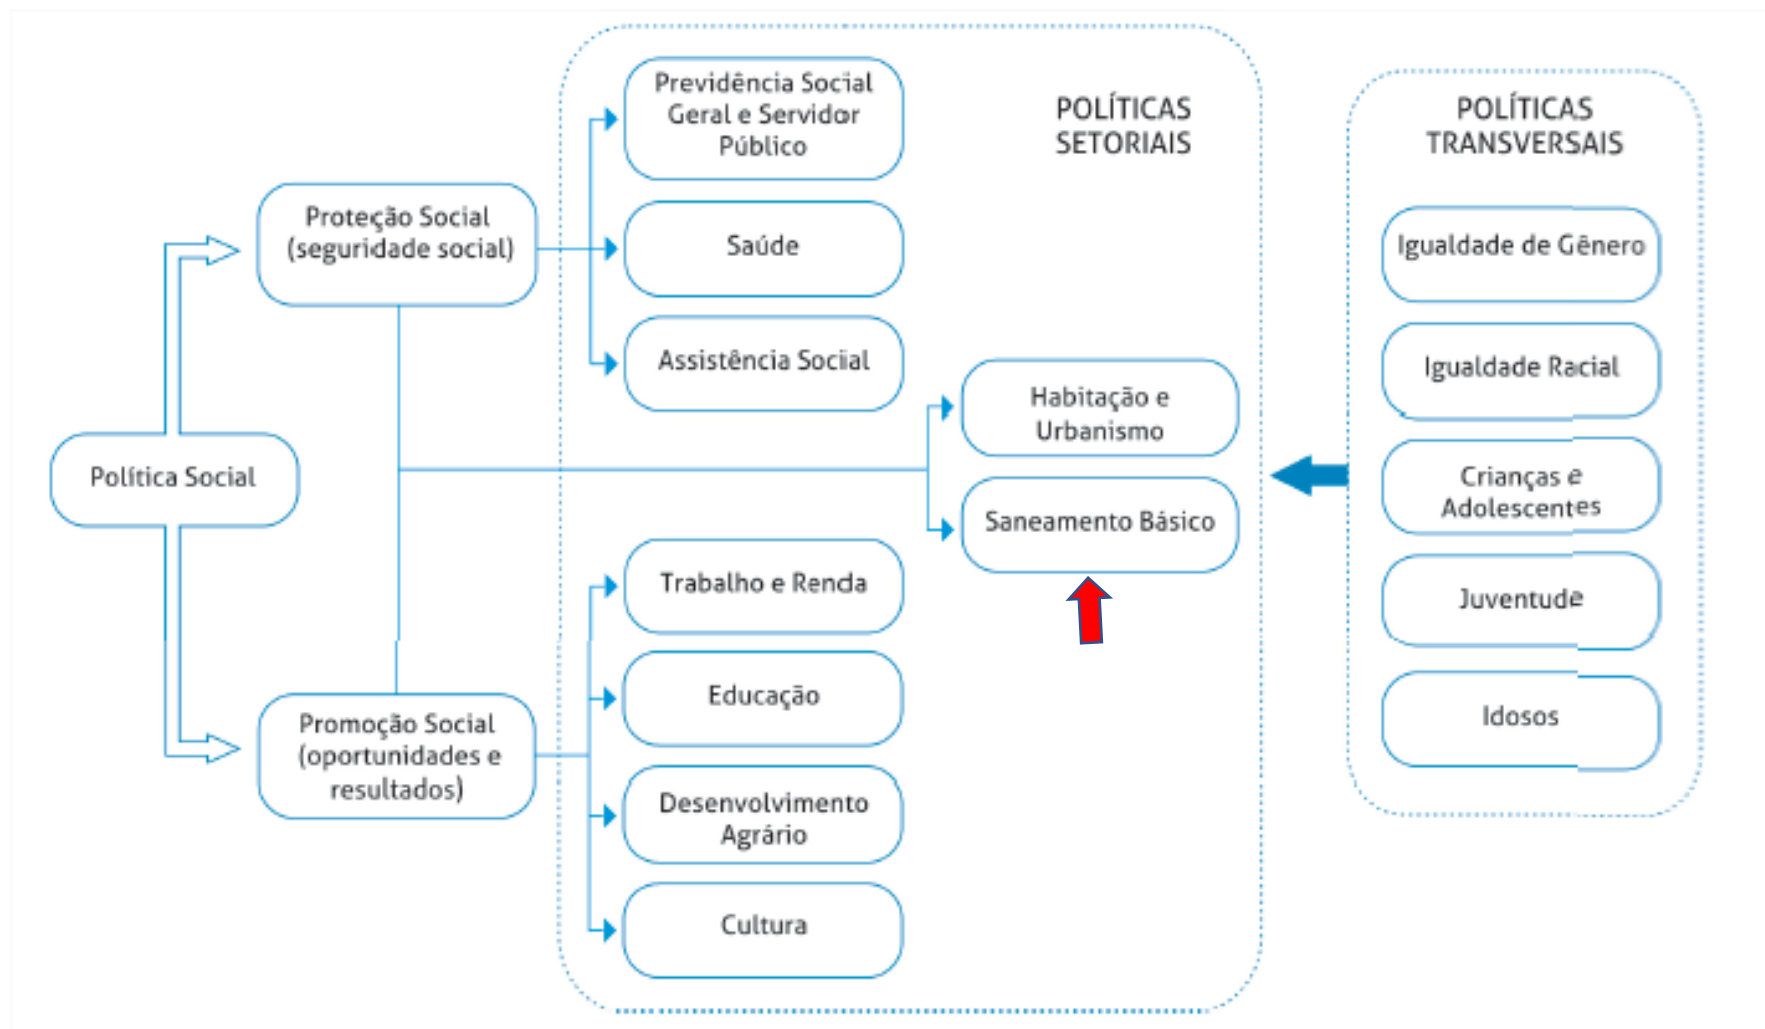 Política Social
Proteção Social
(seguridade social)
Promoção Social
(oportunidades e
resultados)
POLÍTICAS
SETORIAIS
Previdência Social
Geral e Servidor
Público
Saúde
Assistência Social
Habitação e
Urbanismo
Saneamento Básico
Trabalho e Renda
Educação
Desenvolvimento
Agrário
Cultura
POLÍTICAS
TRANSVERSAIS
Igualdade de Gênero
Igualdade Racial
Crianças e
Adolescentes
Juventude
Idosos